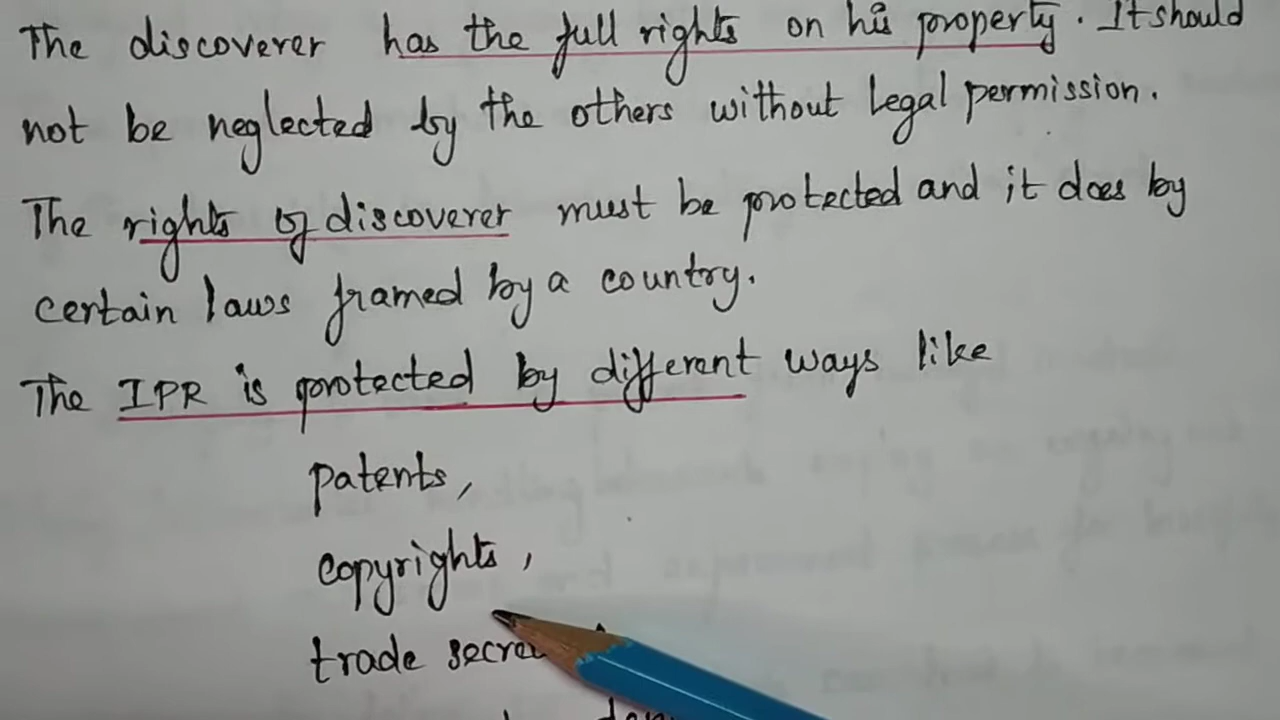 The discoverer has the full rights on his property. It should
not be neglected by the others without legal permission.
The rights of discoverer must be protected and it does by
certain laws framed by a country.
The IPR is protected by different ways like
patents,
copyrights,
trade